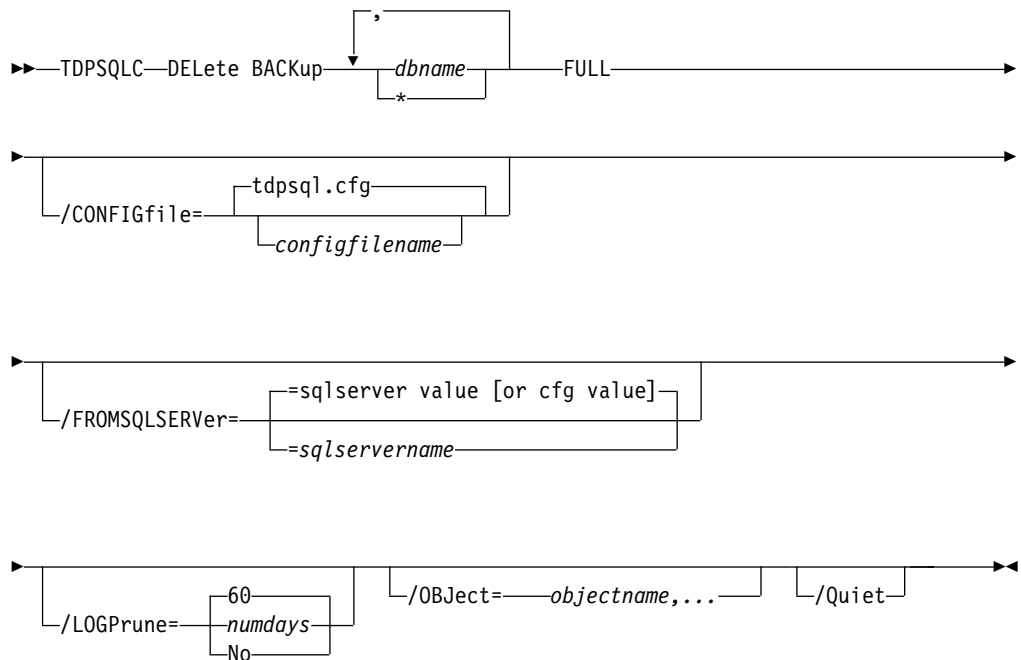 ,
TDPSQLC DELete BACKup dbname FULL
*
/CONFIGfile= tdpsql.cfg
configfilename
/FROMSQLSERVer= =sqlserver value [or cfg value]
=sqlservername
/LOGPrune= 60
numdays
No
/OBJect= objectname,...
/Quiet